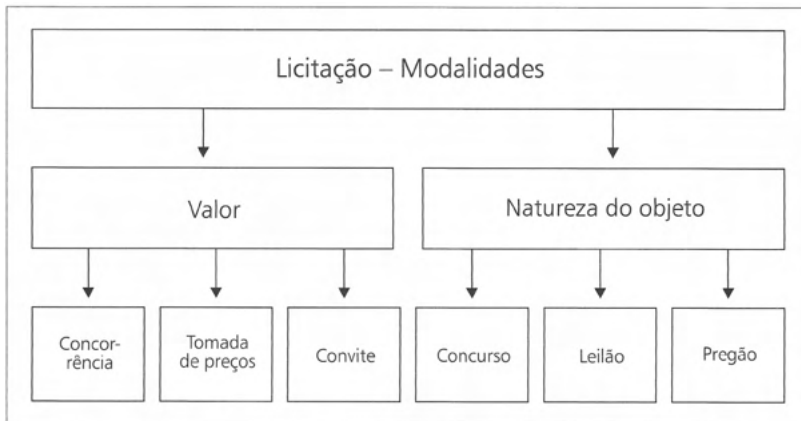 Licitação – Modalidades
Valor
Natureza do objeto
Concor-
rência
Tomada
de preços
Convite
Concurso
Leilão
Pregão